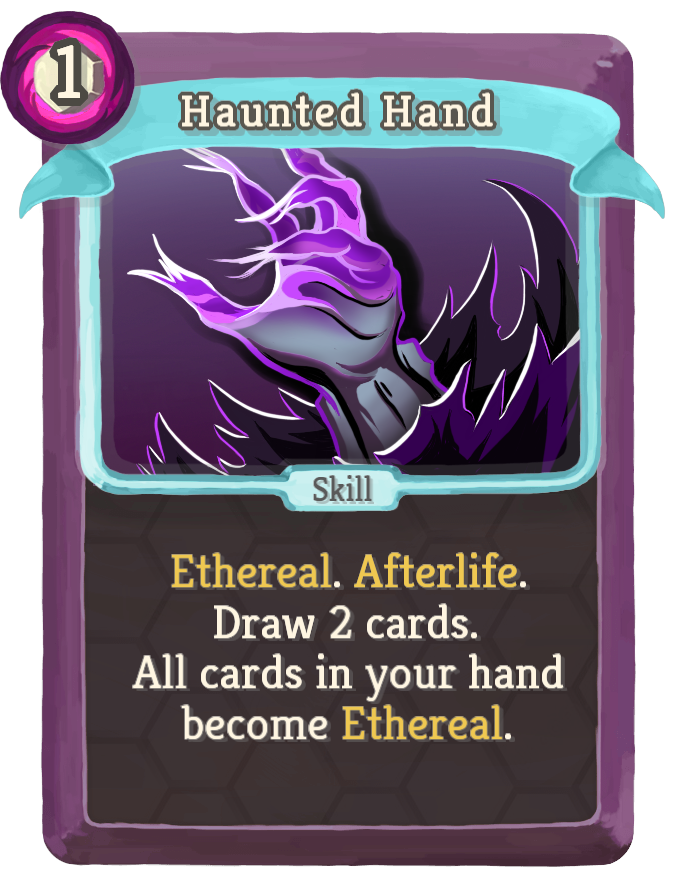 1
Haunted Hand
Skill
Ethereal. Afterlife.
Draw 2 cards.
All cards in your hand
become Ethereal.